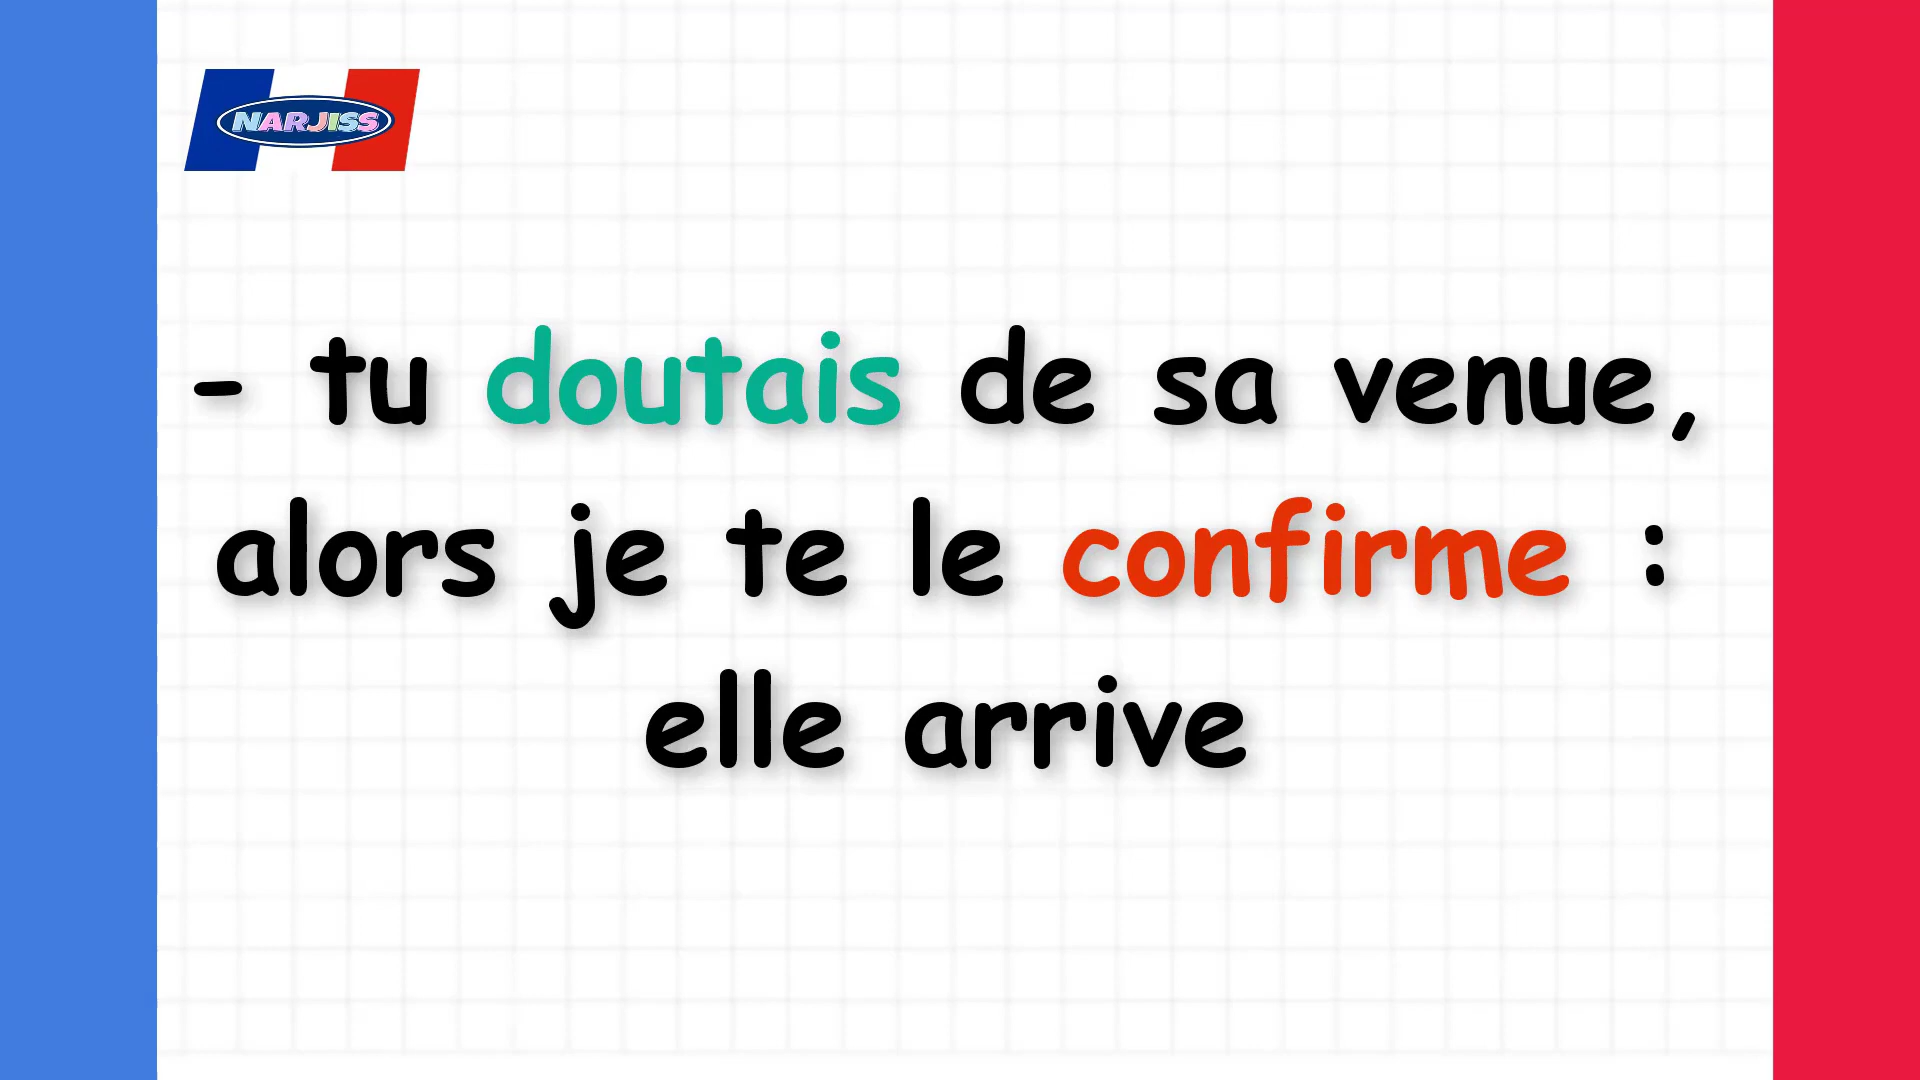 NARJISS
- tu doutais de sa venue,
alors je te le confirme :
elle arrive